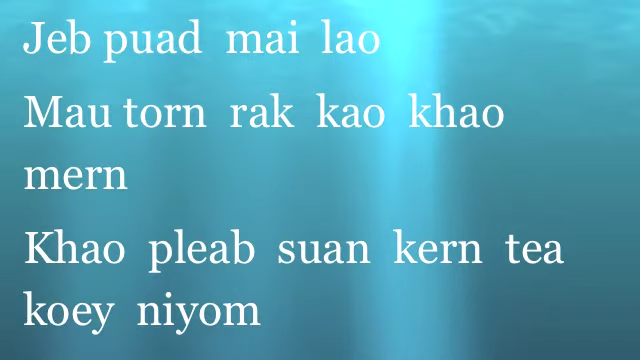 Jeb puad mai lao
Mau torn rak kao khao
mern
Khao pleab suan kern tea
koey niyom